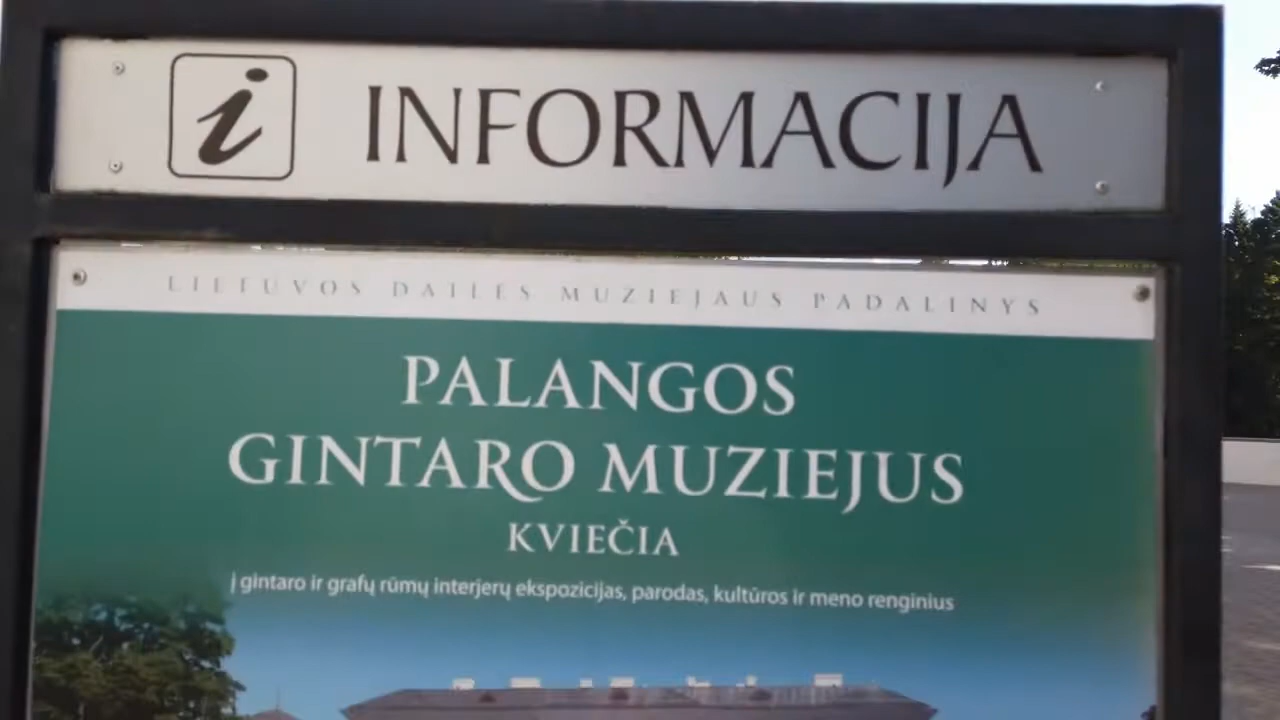 i INFORMACIJA
LIETUVOS DAILĖS MUZIEJAUS PADALINYS
PALANGOS
GINTARO MUZIEJUS
KVIEČIA
į gintaro ir grafų rūmų interjerų ekspozicijas, parodas, kultūros ir meno renginius